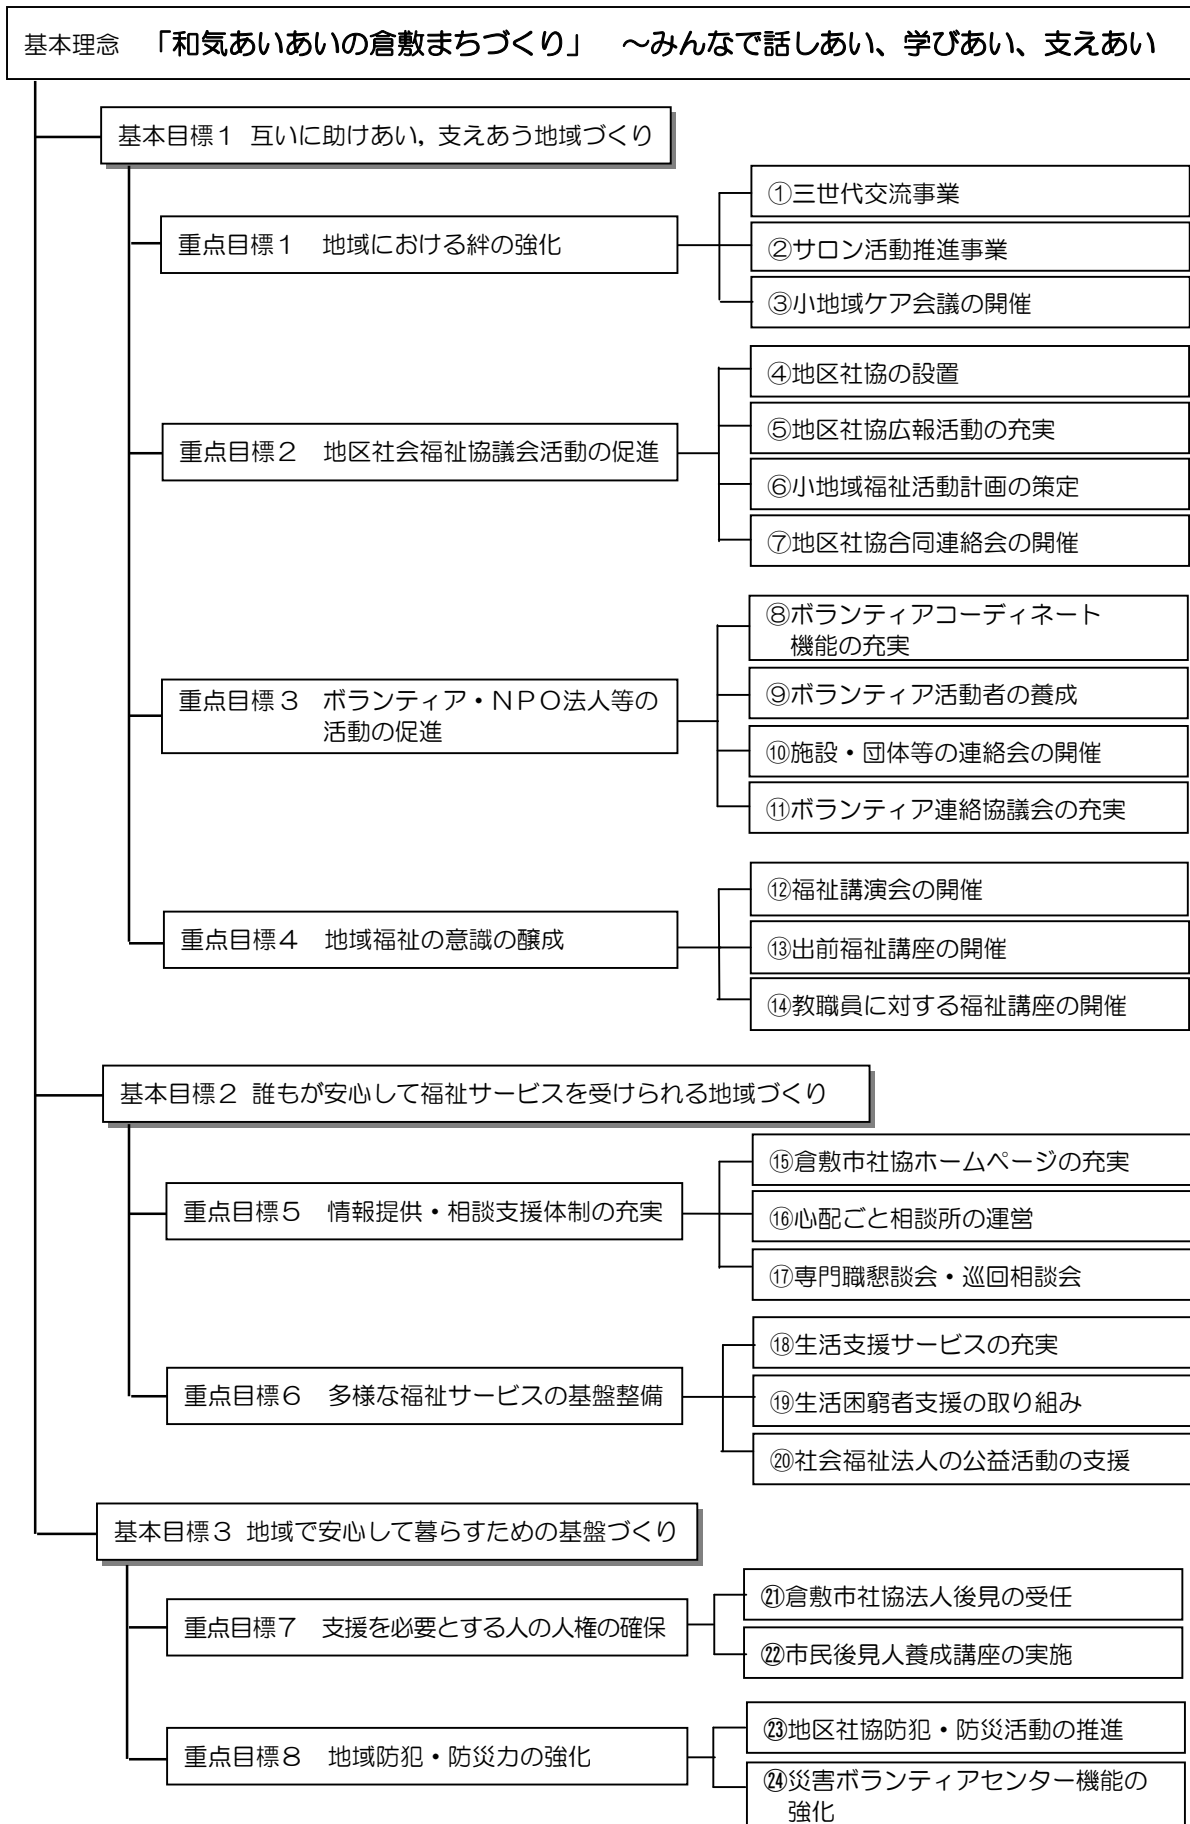 基本理念 「和気あいあいの倉敷まちづくり」 ~みんなで話しあい、学びあい、支えあい
基本目標1 互いに助けあい,支えあう地域づくり
重点目標1 地域における絆の強化
①三世代交流事業
②サロン活動推進事業
③小地域ケア会議の開催
重点目標2 地区社会福祉協議会活動の促進
④地区社協の設置
⑤地区社協広報活動の充実
⑥小地域福祉活動計画の策定
⑦地区社協合同連絡会の開催
重点目標3 ボランティア・NPO法人等の
活動の促進
⑧ボランティアコーディネート
機能の充実
⑨ボランティア活動者の養成
⑩施設・団体等の連絡会の開催
⑪ボランティア連絡協議会の充実
重点目標4 地域福祉の意識の醸成
⑫福祉講演会の開催
⑬出前福祉講座の開催
⑭教職員に対する福祉講座の開催
基本目標2 誰もが安心して福祉サービスを受けられる地域づくり
重点目標5 情報提供・相談支援体制の充実
⑮倉敷市社協ホームページの充実
⑯心配ごと相談所の運営
⑰専門職懇談会・巡回相談会
重点目標6 多様な福祉サービスの基盤整備
⑱生活支援サービスの充実
⑲生活困窮者支援の取り組み
⑳社会福祉法人の公益活動の支援
基本目標3 地域で安心して暮らすための基盤づくり
重点目標7 支援を必要とする人の人権の確保
㉑倉敷市社協法人後見の受任
㉒市民後見人養成講座の実施
重点目標8 地域防犯・防災力の強化
㉓地区社協防犯・防災活動の推進
㉔災害ボランティアセンター機能の
強化